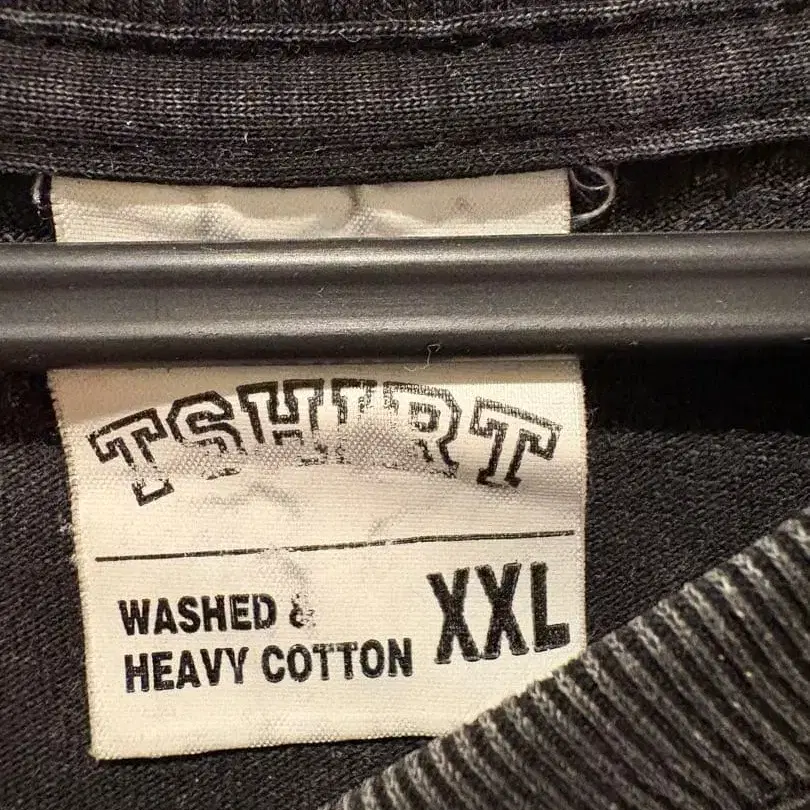 TSHIRT
WASHED &
HEAVY COTTON
XXL